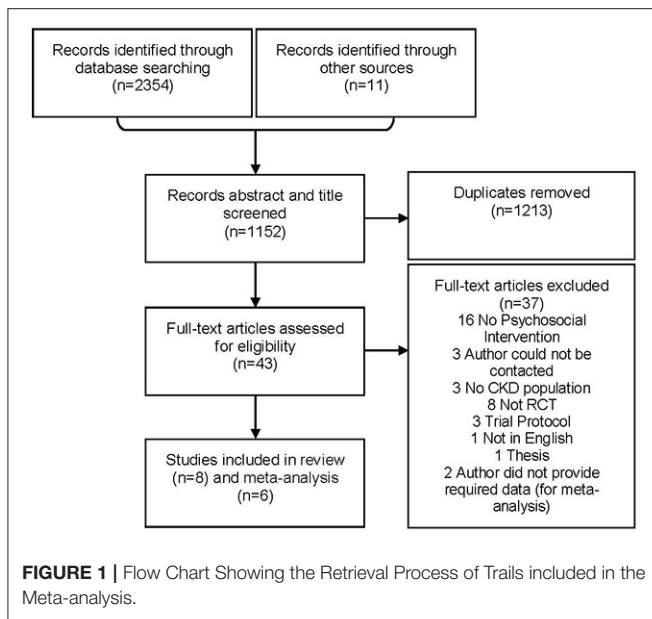 Records identified through
database searching
(n=2354)
Records identified through
other sources
(n=11)
Records abstract and title
screened
(n=1152)
Duplicates removed
(n=1213)
Full-text articles assessed
for eligibility
(n=43)
Full-text articles excluded
(n=37)
16 No Psychosocial
Intervention
3 Author could not be
contacted
3 No CKD population
8 Not RCT
3 Trial Protocol
1 Not in English
1 Thesis
2 Author did not provide
required data (for meta-
analysis)
Studies included in review
(n=8) and meta-analysis
(n=6)
FIGURE 1 | Flow Chart Showing the Retrieval Process of Trails included in the
Meta-analysis.